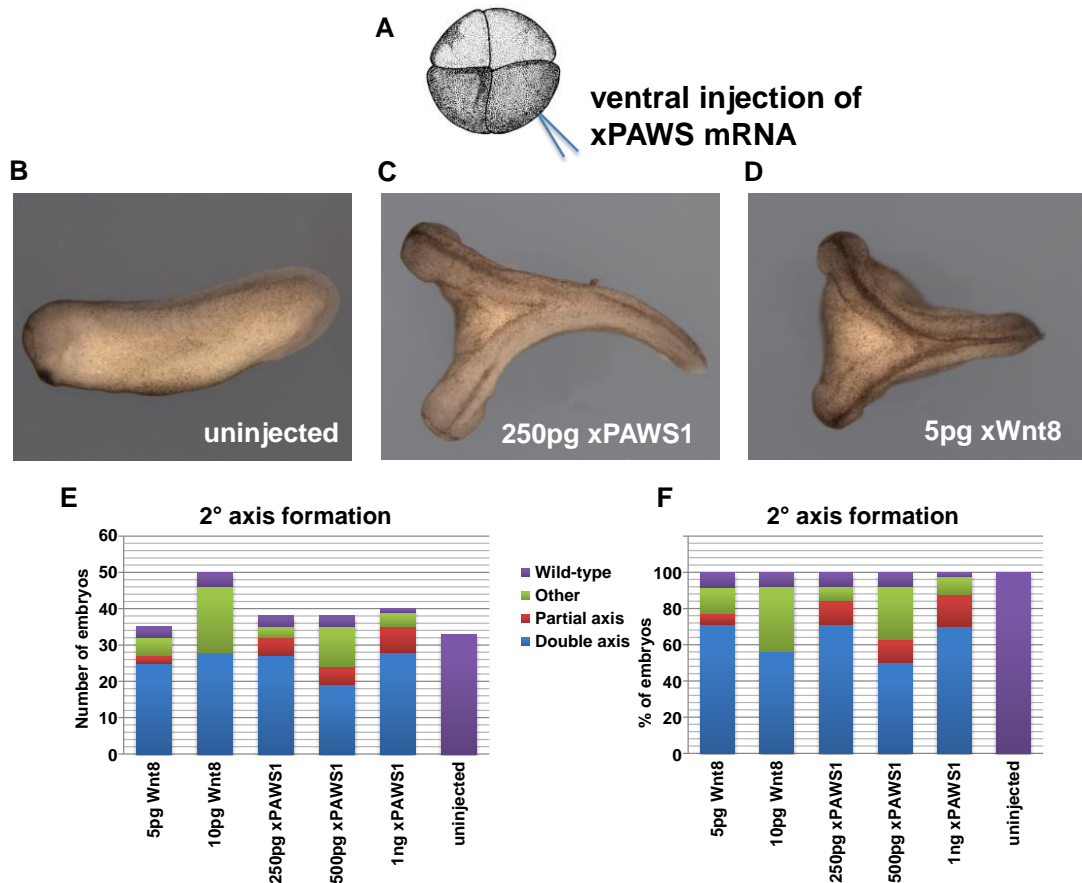 A
ventral injection of
xPAWS mRNA
B
C
D
uninjected
250pg xPAWS1
5pg xWnt8
E
2° axis formation
Number of embryos
60
50
40
30
20
10
0
5pg Wnt8
10pg Wnt8
250pg xPAWS1
500pg xPAWS1
1ng xPAWS1
uninjected
Wild-type
Other
Partial axis
Double axis
F
2° axis formation
% of embryos
100
80
60
40
20
0
5pg Wnt8
10pg Wnt8
250pg xPAWS1
500pg xPAWS1
1ng xPAWS1
uninjected